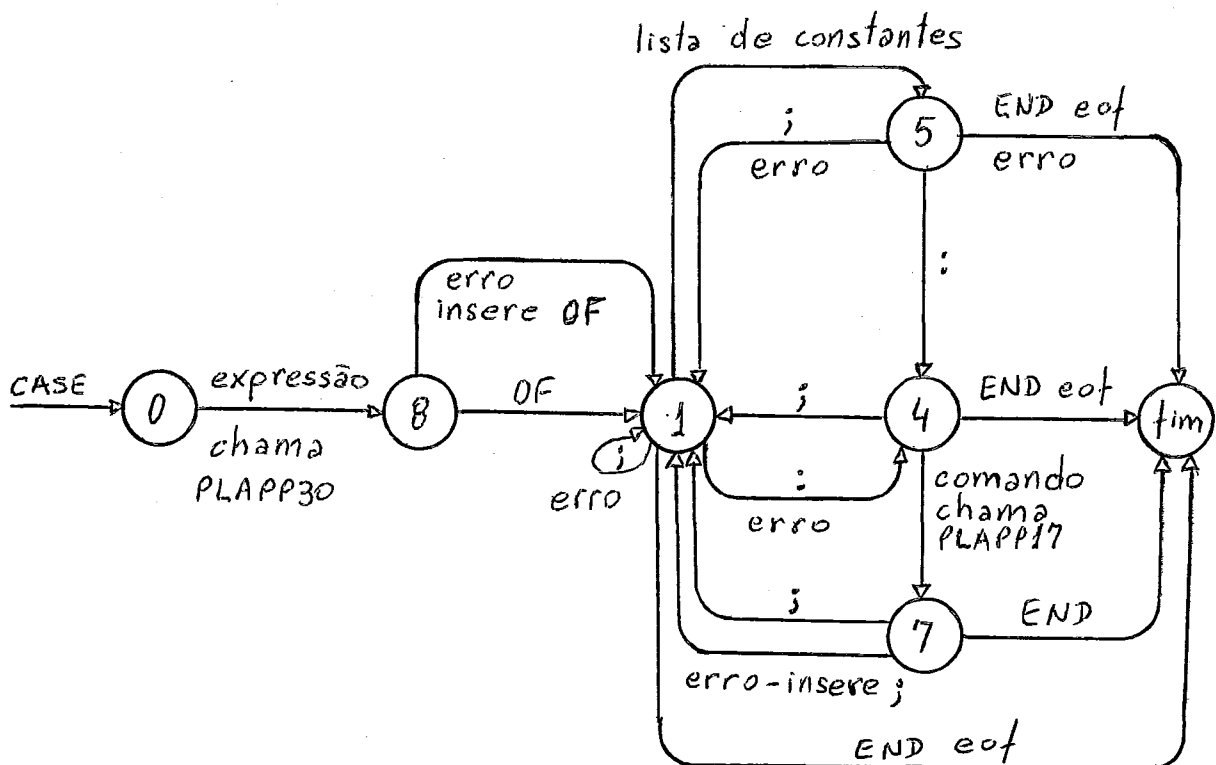 lista de constantes
;
erro
5
END eof
erro
:
erro
insere OF
CASE
0
expressão
chama
PLAPP30
8
OF
1
;
erro
;
4
END eof
fim
:
erro
comando
chama
PLAPP17
;
7
END
erro-insere ;
END eof